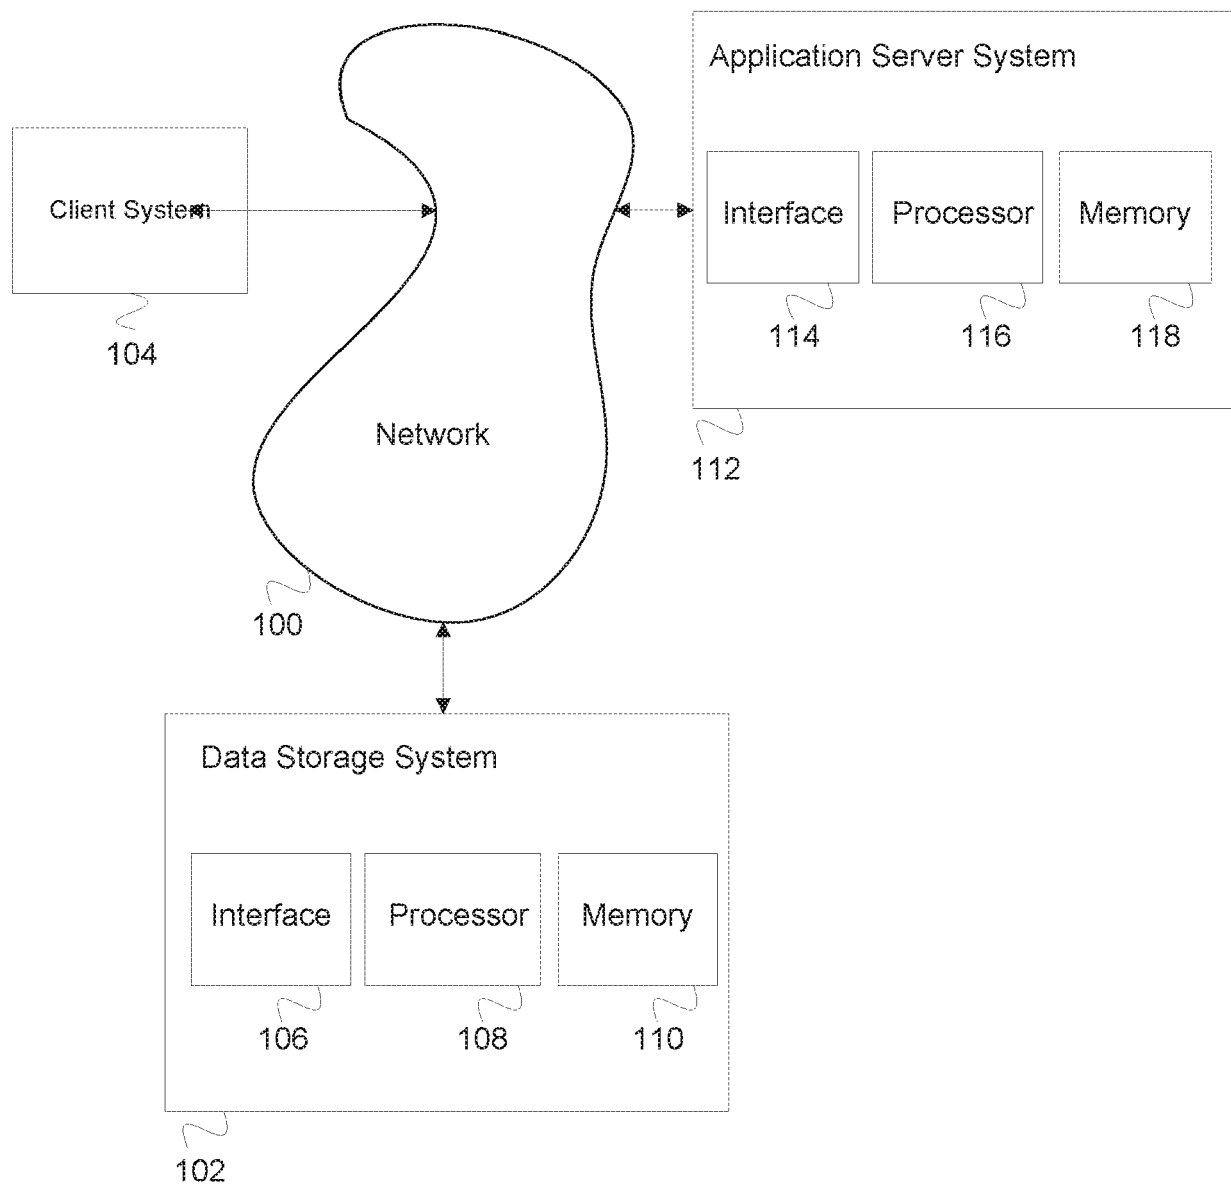 Application Server System
Client System
Interface
Processor
Memory
114
116
118
104
Network
112
100
Data Storage System
Interface
Processor
Memory
106
108
110
102